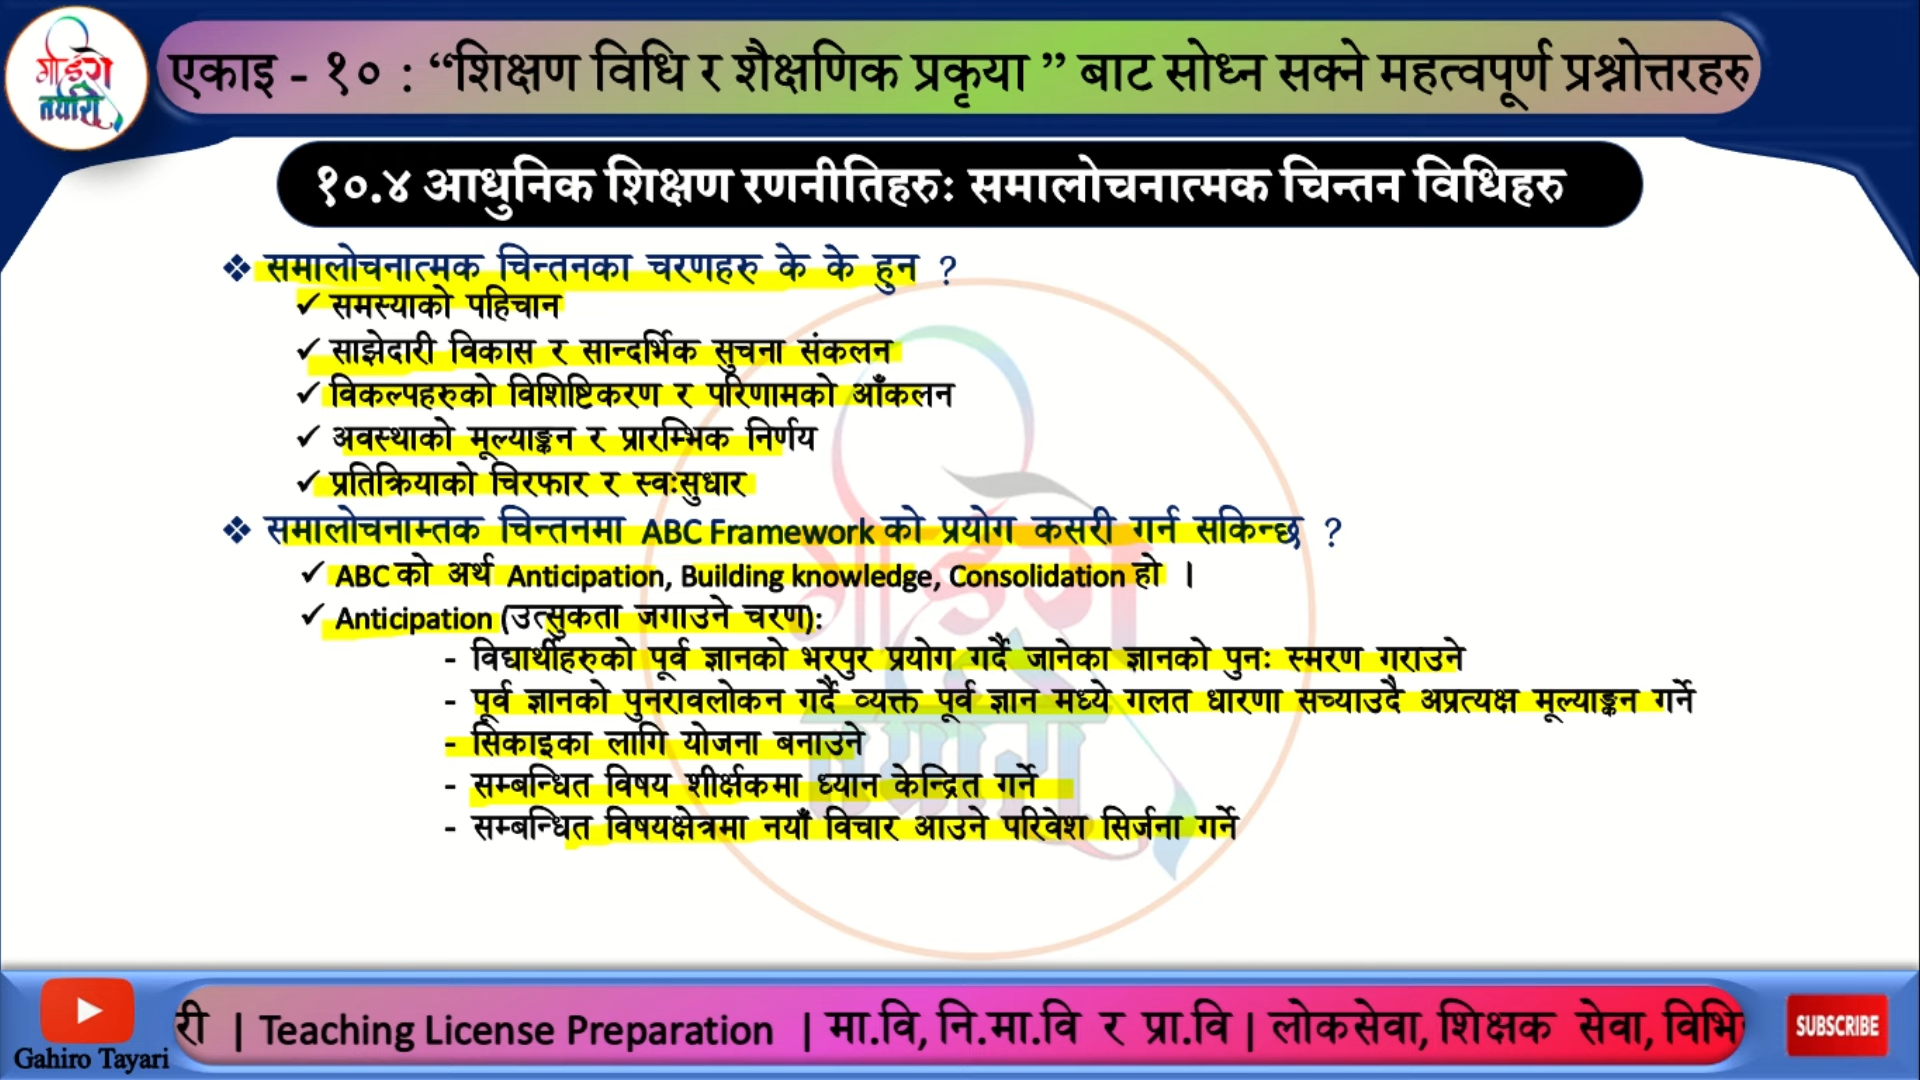 गहिरो
तयारी
एकाइ - १० : “शिक्षण विधि र शैक्षणिक प्रकृया ” बाट सोध्न सक्ने महत्वपूर्ण प्रश्नोत्तरहरु
१०.४ आधुनिक शिक्षण रणनीतिहरुः समालोचनात्मक चिन्तन विधिहरु
❖ समालोचनात्मक चिन्तनका चरणहरु के के हुन ?
✓ समस्याको पहिचान
✓ साझेदारी विकास र सान्दर्भिक सुचना संकलन
✓ विकल्पहरुको विशिष्टिकरण र परिणामको आँकलन
✓ अवस्थाको मूल्याङ्कन र प्रारम्भिक निर्णय
✓ प्रतिक्रियाको चिरफार र स्वःसुधार
❖ समालोचनाम्तक चिन्तनमा ABC Framework को प्रयोग कसरी गर्न सकिन्छ ?
✓ ABC को अर्थ Anticipation, Building knowledge, Consolidation हो ।
✓ Anticipation (उत्सुकता जगाउने चरण):
- विद्यार्थीहरुको पूर्व ज्ञानको भरपुर प्रयोग गर्दै जानेका ज्ञानको पुनः स्मरण गराउने
- पूर्व ज्ञानको पुनरावलोकन गर्दै व्यक्त पूर्व ज्ञान मध्ये गलत धारणा सच्याउदै अप्रत्यक्ष मूल्याङ्कन गर्ने
- सिकाइका लागि योजना बनाउने
- सम्बन्धित विषय शीर्क्षकमा ध्यान केन्द्रित गर्ने
- सम्बन्धित विषयक्षेत्रमा नयाँ विचार आउने परिवेश सिर्जना गर्ने
री | Teaching License Preparation | मा.वि, नि.मा.वि र प्रा.वि | लोकसेवा, शिक्षक सेवा, विभि
Gahiro Tayari
SUBSCRIBE